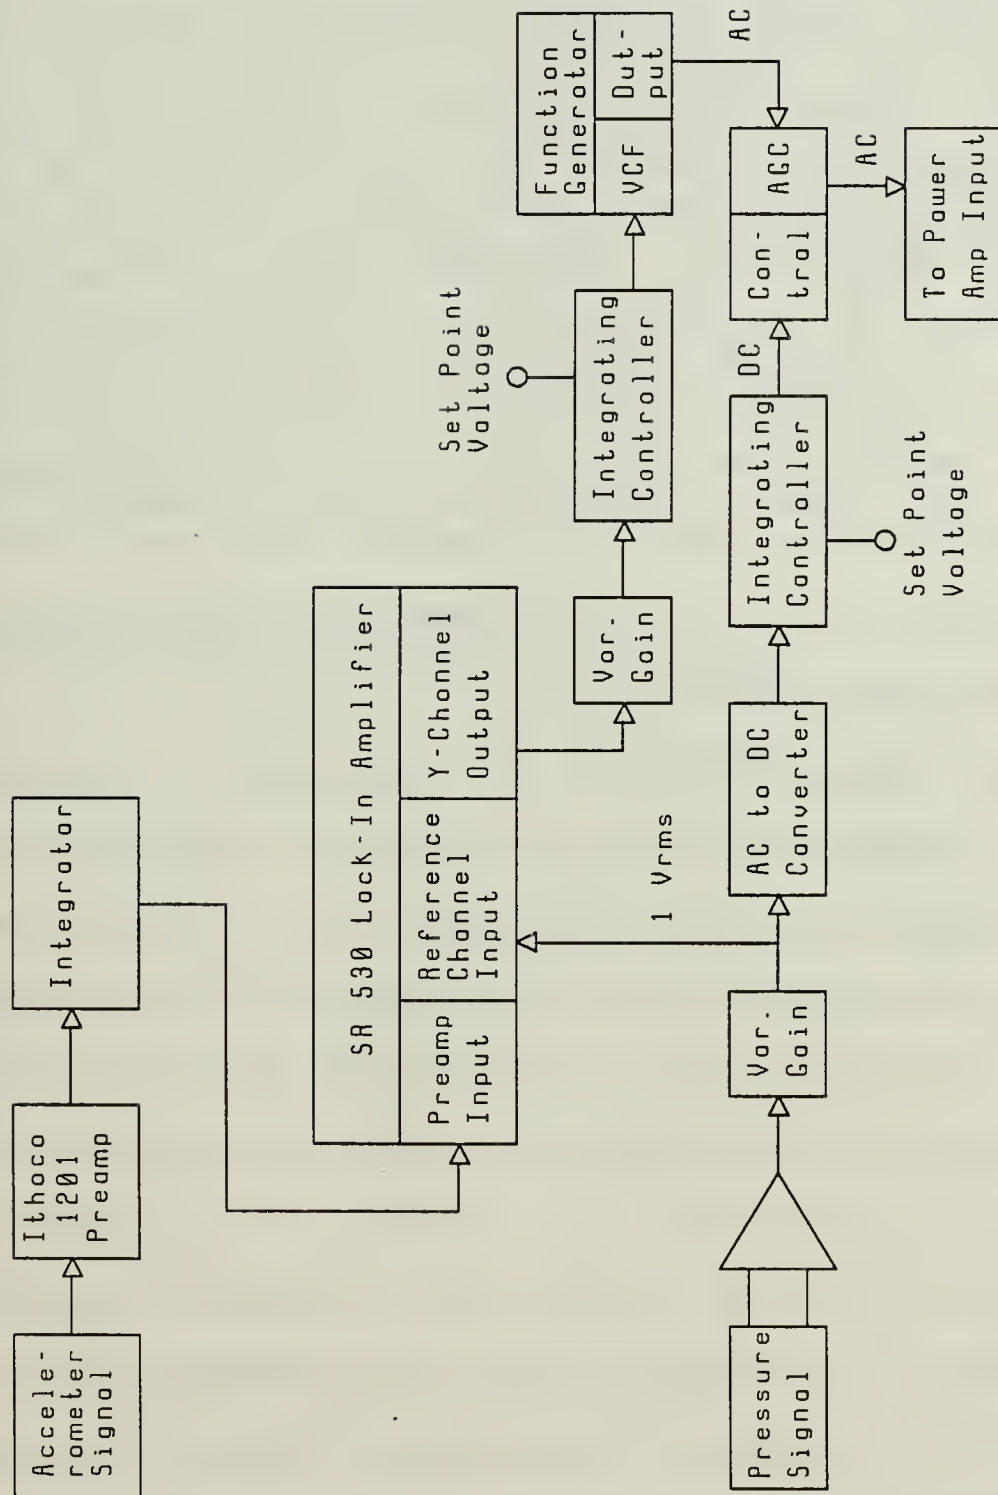 Accele-
rometer
Signal
Ithaco
1201
Preamp
Integrator
SR 530 Lock-In Amplifier
Preamp
Input
Reference
Channel
Input
Y-Channel
Output
Var.
Gain
Set Point
Voltage
Integrating
Controller
Function
Generator
VCF
Out-
put
AC
Pressure
Signal
Var.
Gain
1 Vrms
AC to DC
Converter
Integrating
Controller
Set Point
Voltage
DC
Con-
trol
AGC
AC
To Power
Amp Input